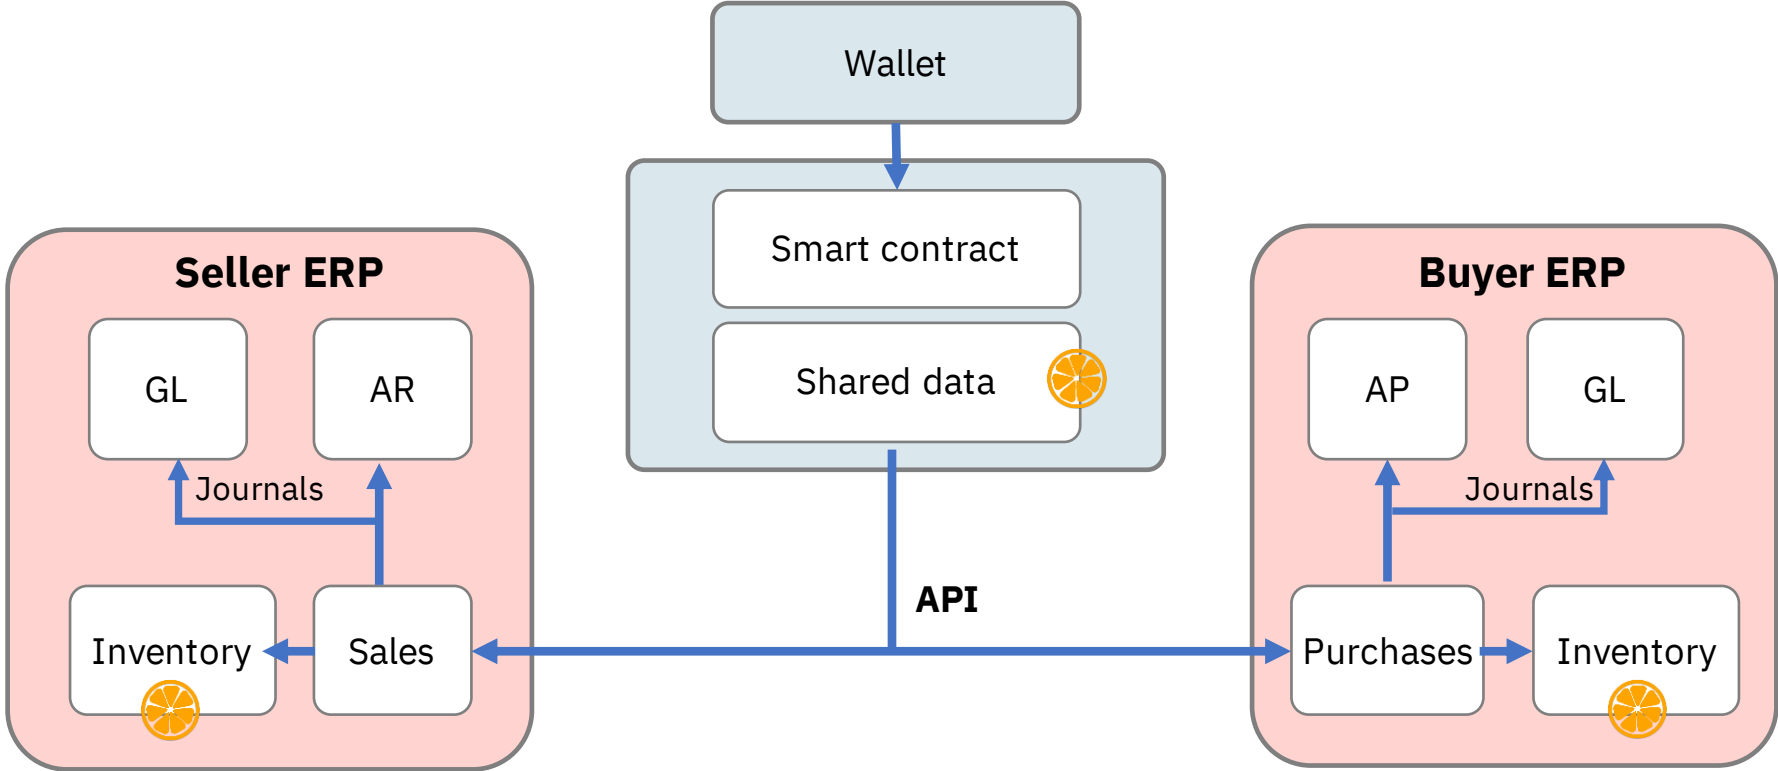 Wallet
Smart contract
Shared data
API
Seller ERP
GL
AR
Journals
Inventory
Sales
Buyer ERP
AP
GL
Journals
Purchases
Inventory